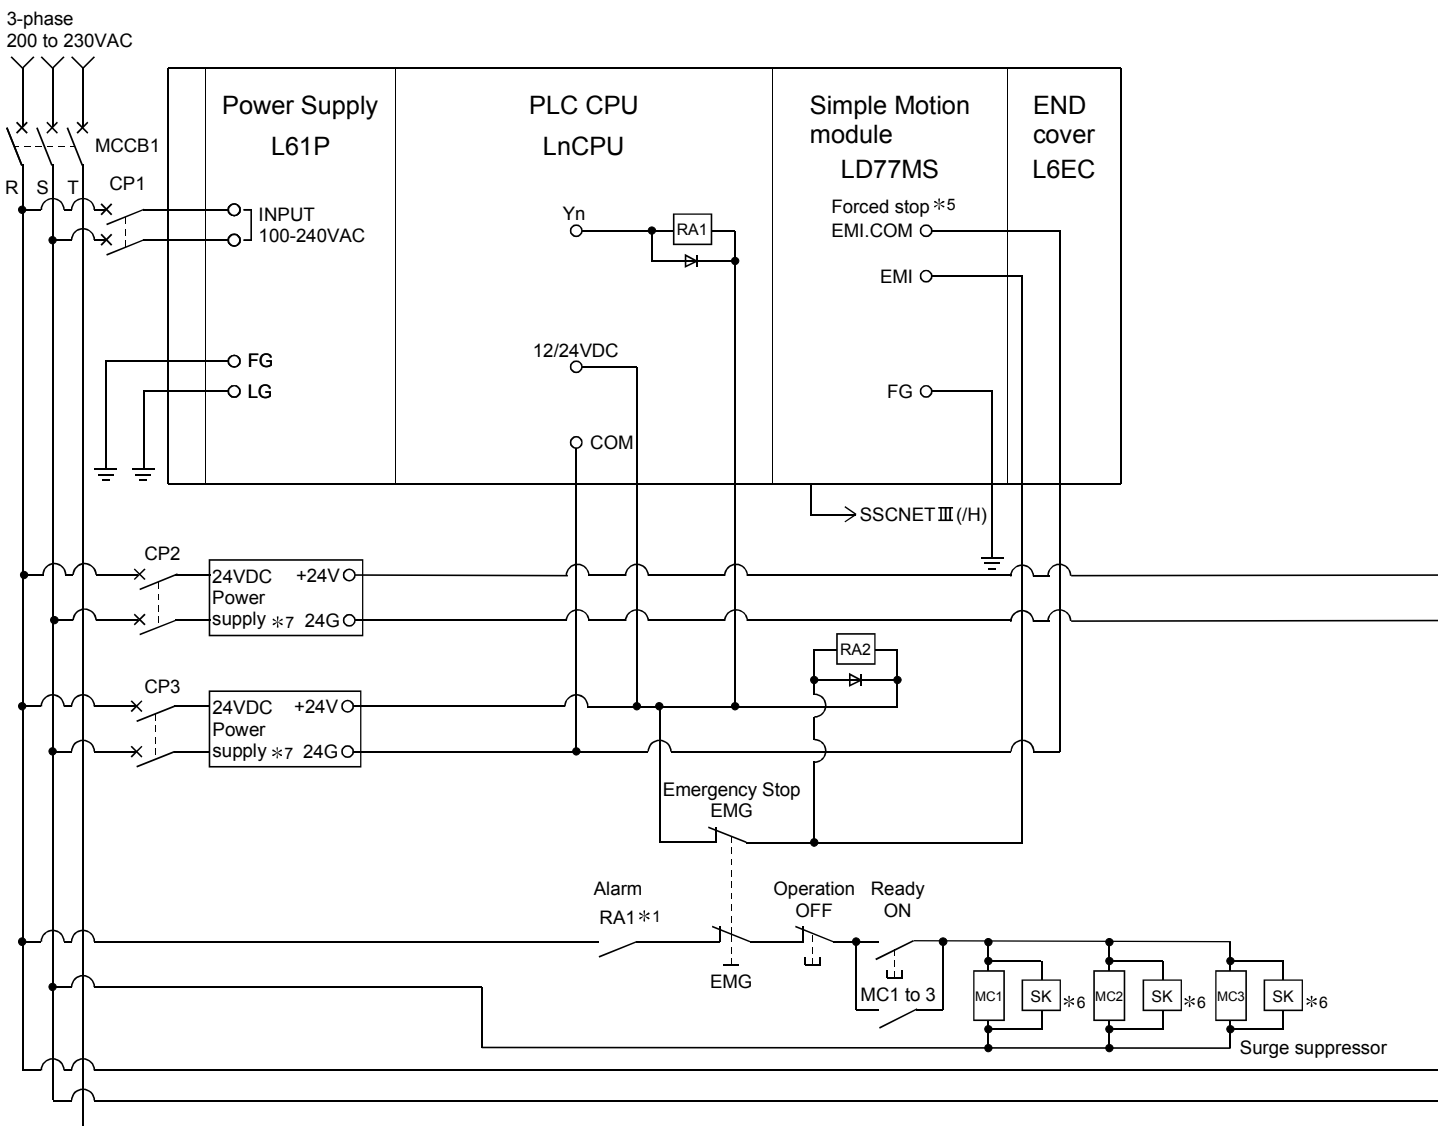 3-phase
200 to 230VAC
MCCB1
R S T
CP1
Power Supply
L61P
INPUT
100-240VAC
FG
LG
PLC CPU
LnCPU
Yn
RA1
12/24VDC
COM
Simple Motion
module
LD77MS
Forced stop *5
EMI.COM
EMI
FG
END
cover
L6EC
SSCNETⅢ(/H)
CP2
24VDC +24V
Power
supply *7 24G
RA2
CP3
24VDC +24V
Power
supply *7 24G
Emergency Stop
EMG
Alarm
RA1*1
EMG
Operation
OFF
Ready
ON
MC1 to 3
MC1 SK *6 MC2 SK *6 MC3 SK *6
Surge suppressor